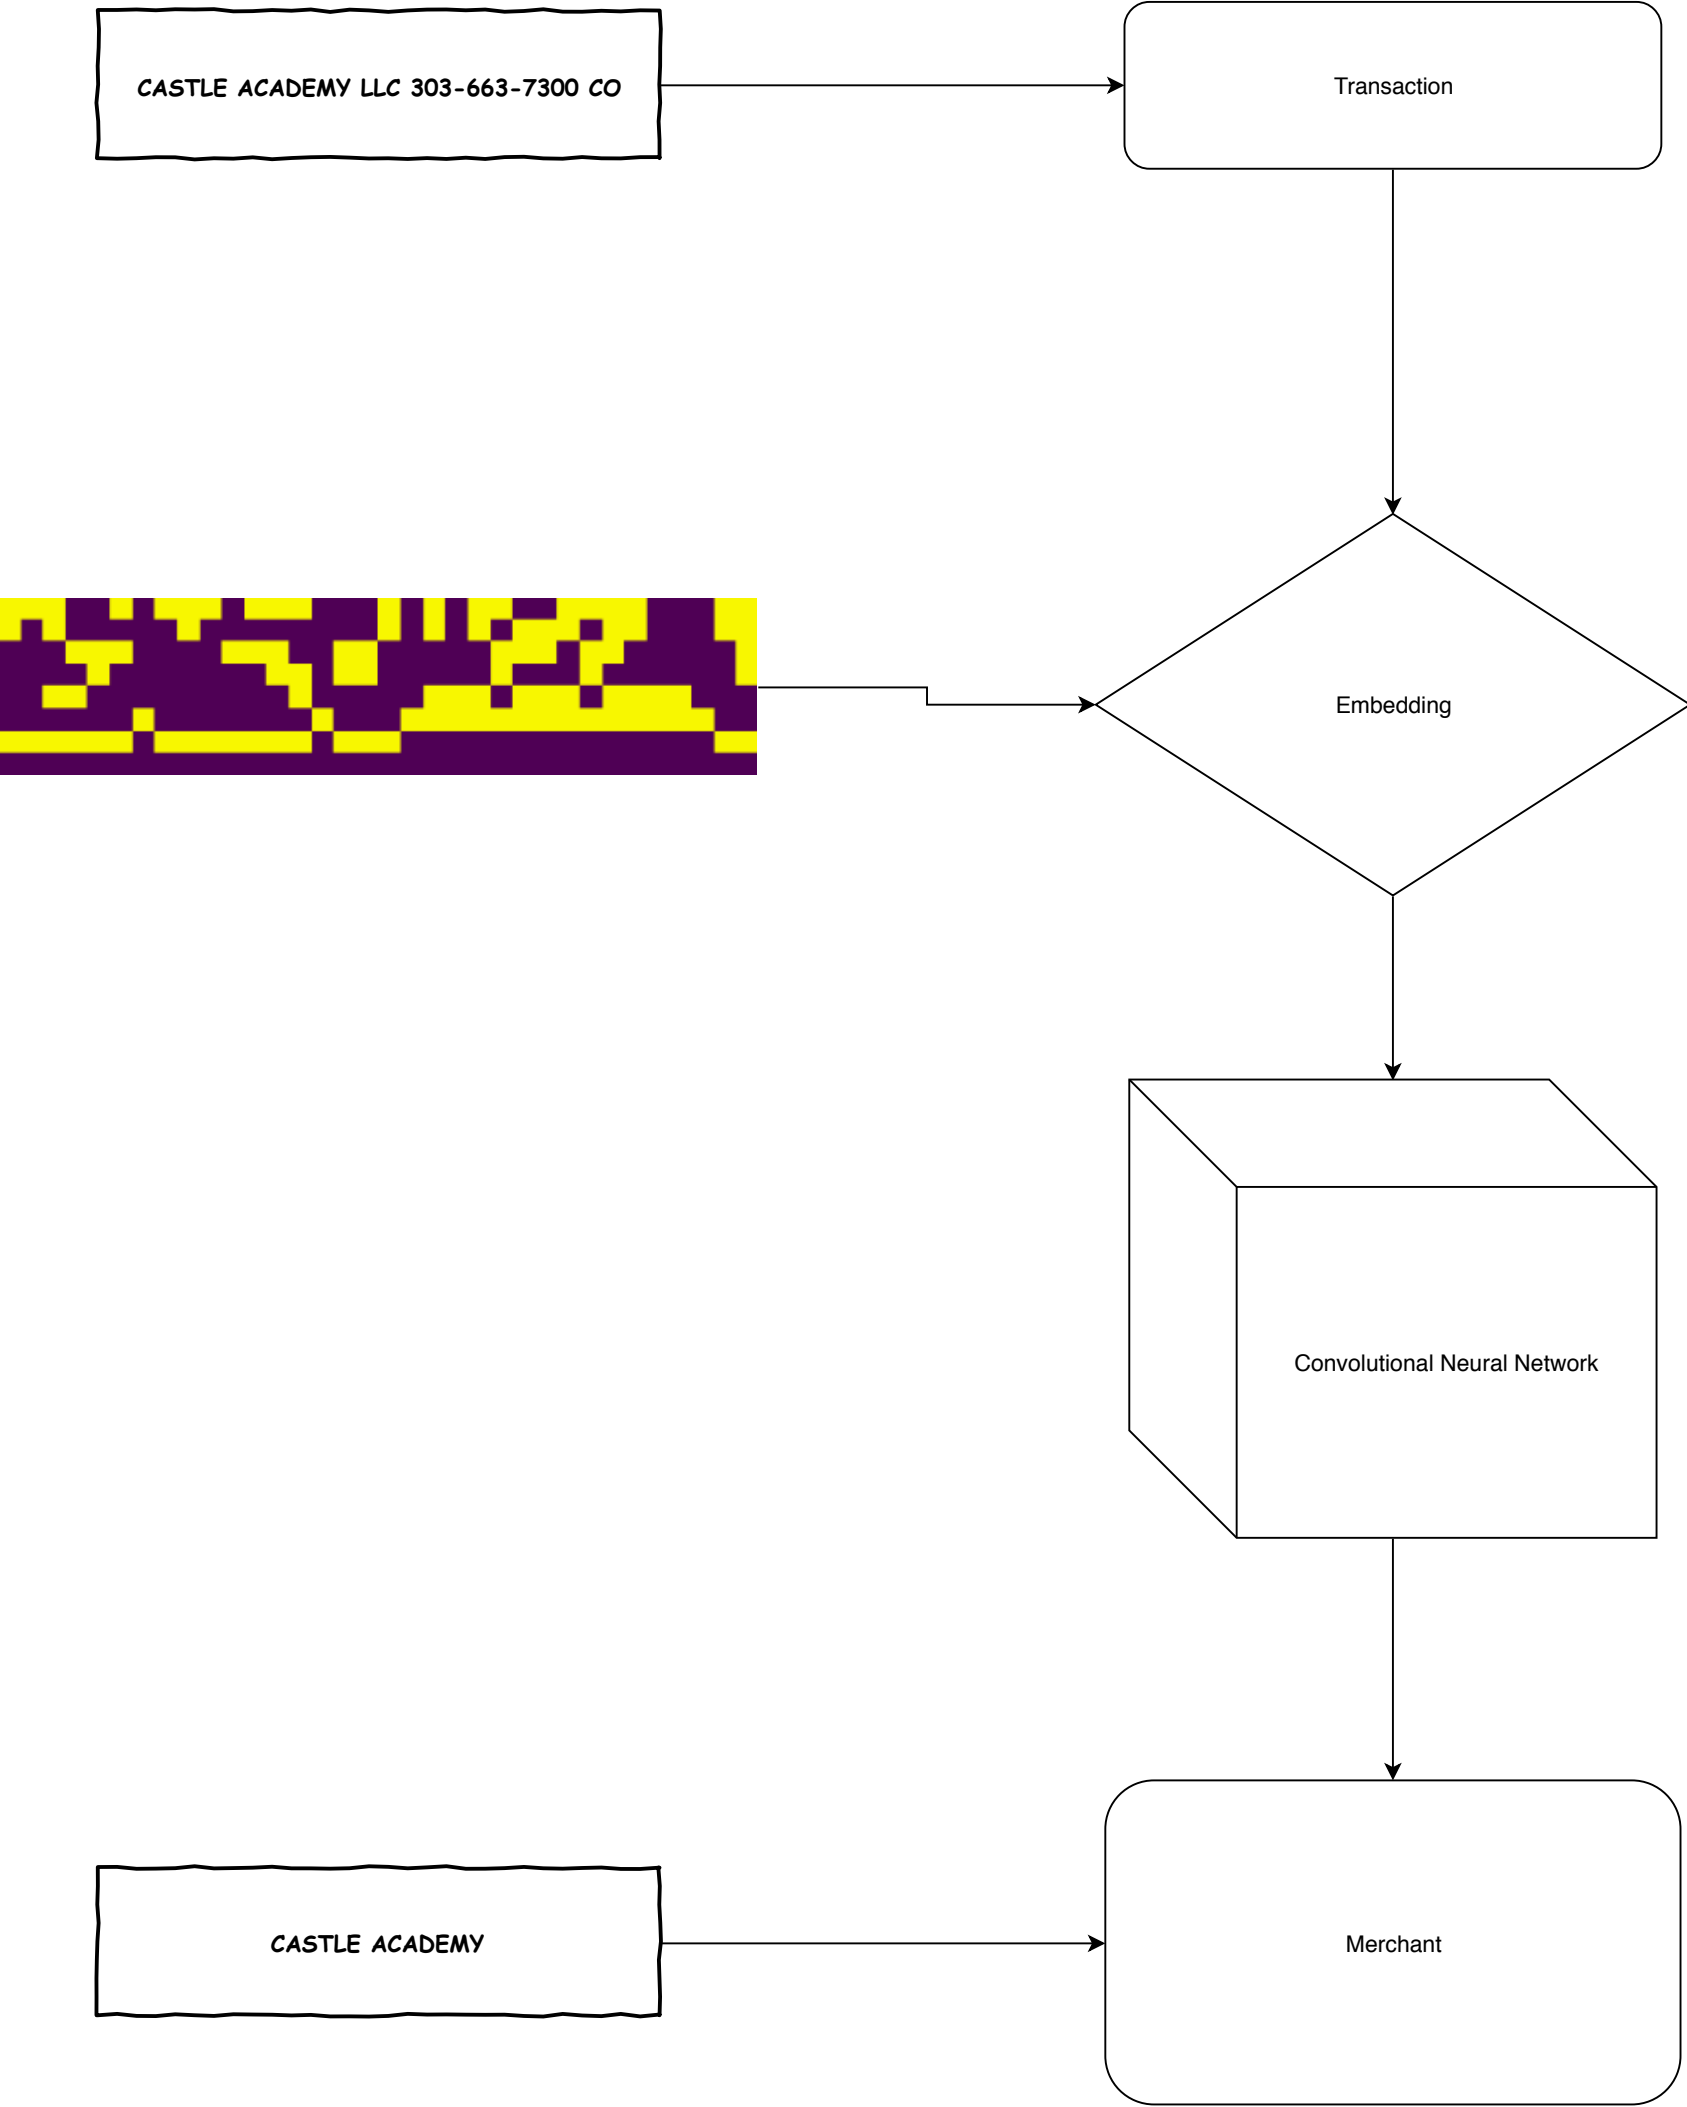 CASTLE ACADEMY LLC 303-663-7300 CO
Transaction
Embedding
Convolutional Neural Network
CASTLE ACADEMY
Merchant